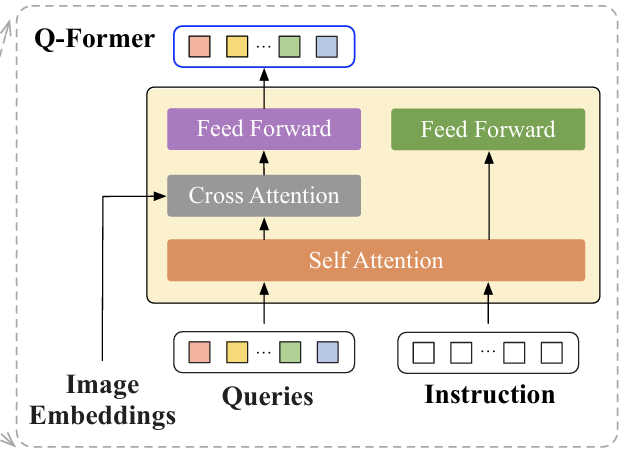 Q-Former
...
Feed Forward
Feed Forward
Cross Attention
Self Attention
...
...
Image
Embeddings
Queries
Instruction